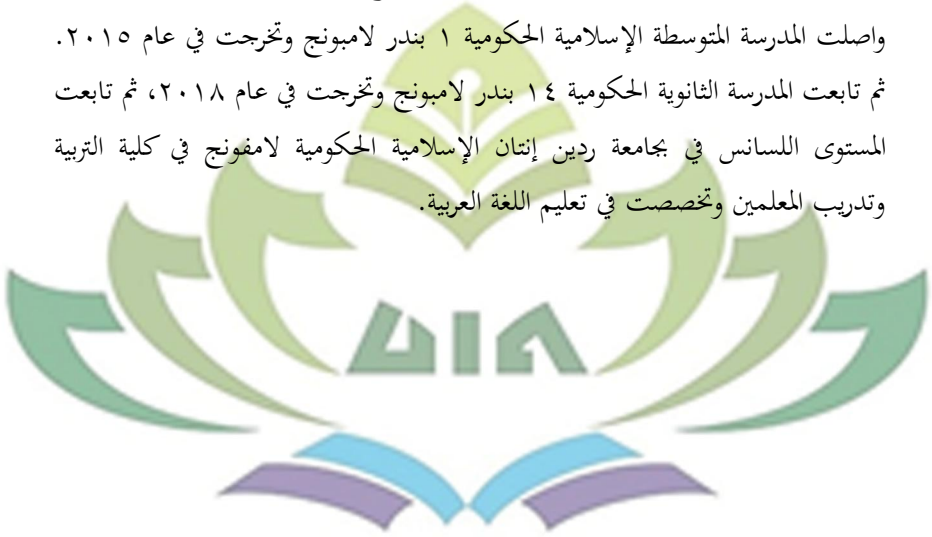 واصلت المدرسة المتوسطة الإسلامية الحكومية ١ بندر لامبونج وتخرجت في عام ٢٠١٥.
ثم تابعت المدرسة الثانوية الحكومية ١٤ بندر لامبونج وتخرجت في عام ٢٠١٨، ثم تابعت
المستوى اللسانس في بجامعة ردين إنتان الإسلامية الحكومية لامفونج في كلية التربية
وتدريب المعلمين وتخصصت في تعليم اللغة العربية.
UIN